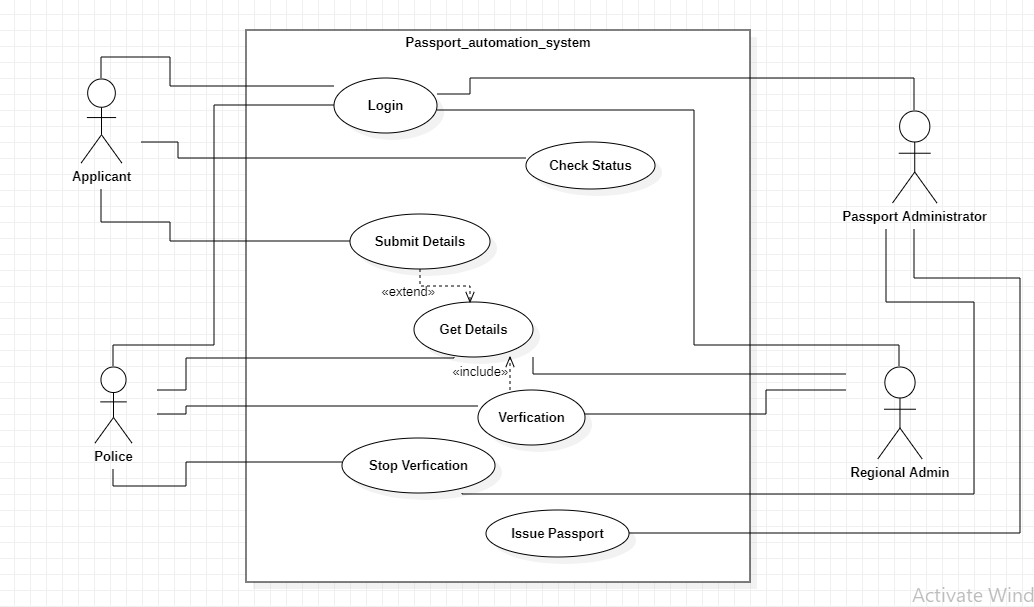 Passport_automation_system
Login
Check Status
Applicant
Passport Administrator
Submit Details
«extend»
Get Details
«include»
Verfication
Police
Stop Verfication
Regional Admin
Issue Passport
Activate Wind